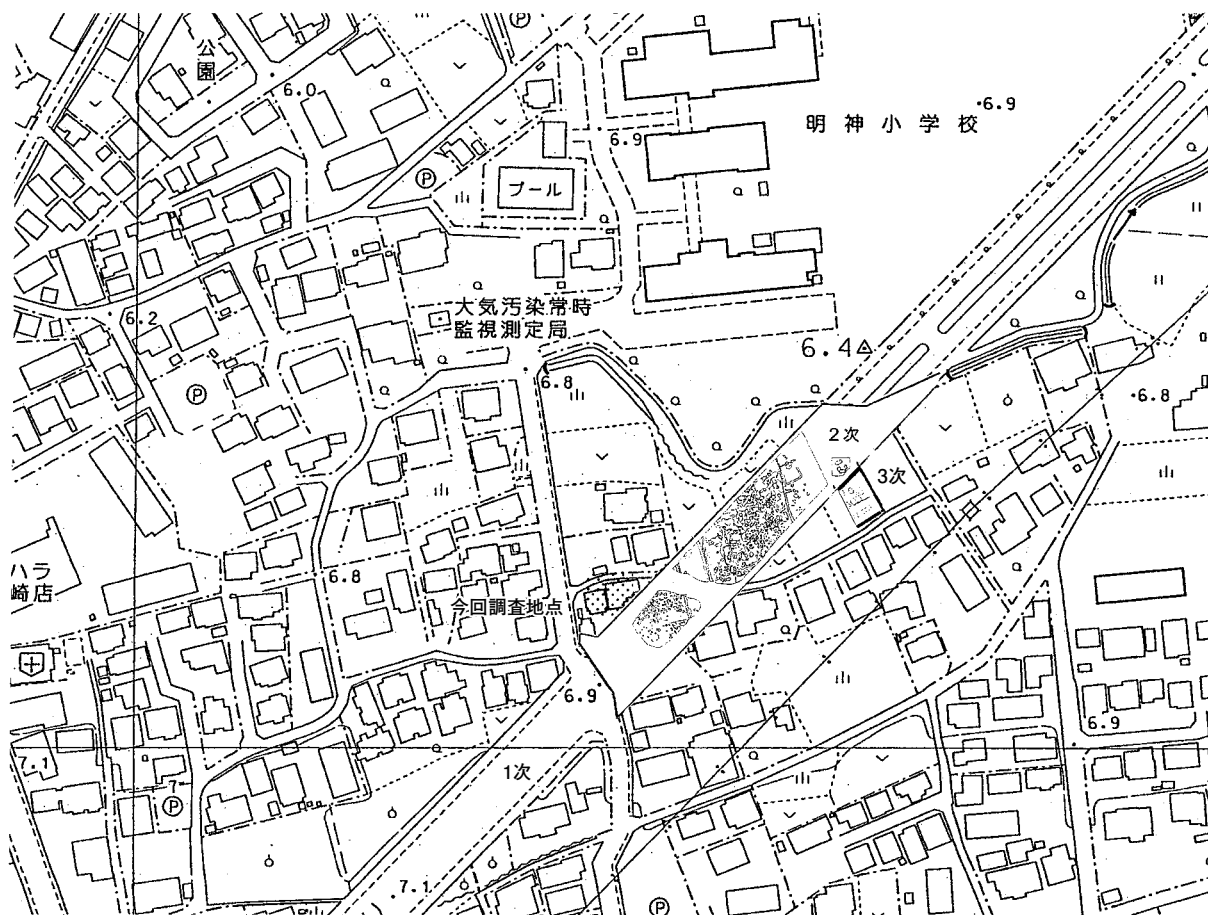 Ⓟ
公園
6.0
6.9
明神小学校
6.9
Ⓟ
プール
6.2
大気汚染常時
監視測定局
6.4
6.8
Ⓟ
6.8
2次
3次
ハラ
崎店
6.8
今回調査地点
6.9
6.9
7.1
1次
Ⓟ
7.1
Ⓟ